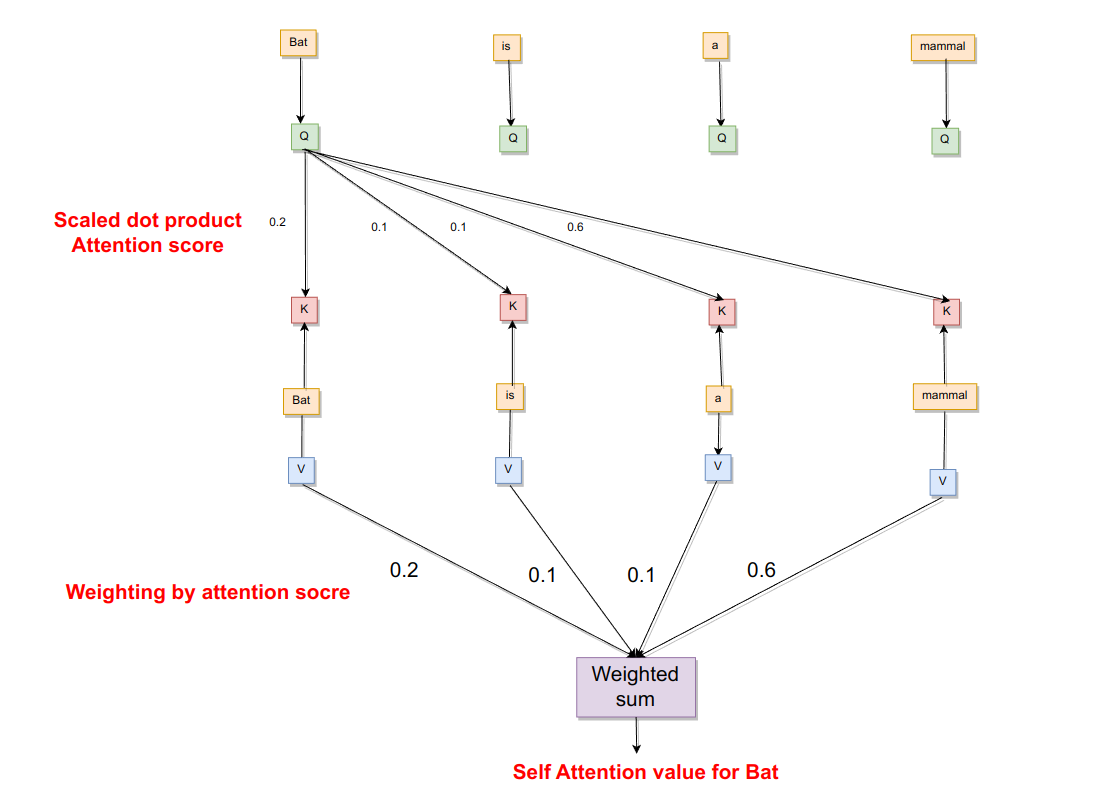 Bat
is
a
mammal
Q
Q
Q
Q
Scaled dot product
Attention score
0.2
0.1
0.1
0.6
K
K
K
K
Bat
is
a
mammal
V
V
V
V
0.2
0.1
0.1
0.6
Weighting by attention socre
Weighted
sum
Self Attention value for Bat